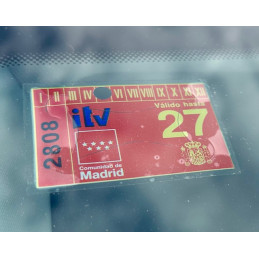 I II III IV VI VII VIII IX X XI XII
Válido hasta
2808
itv
27
Comunidad de
Madrid